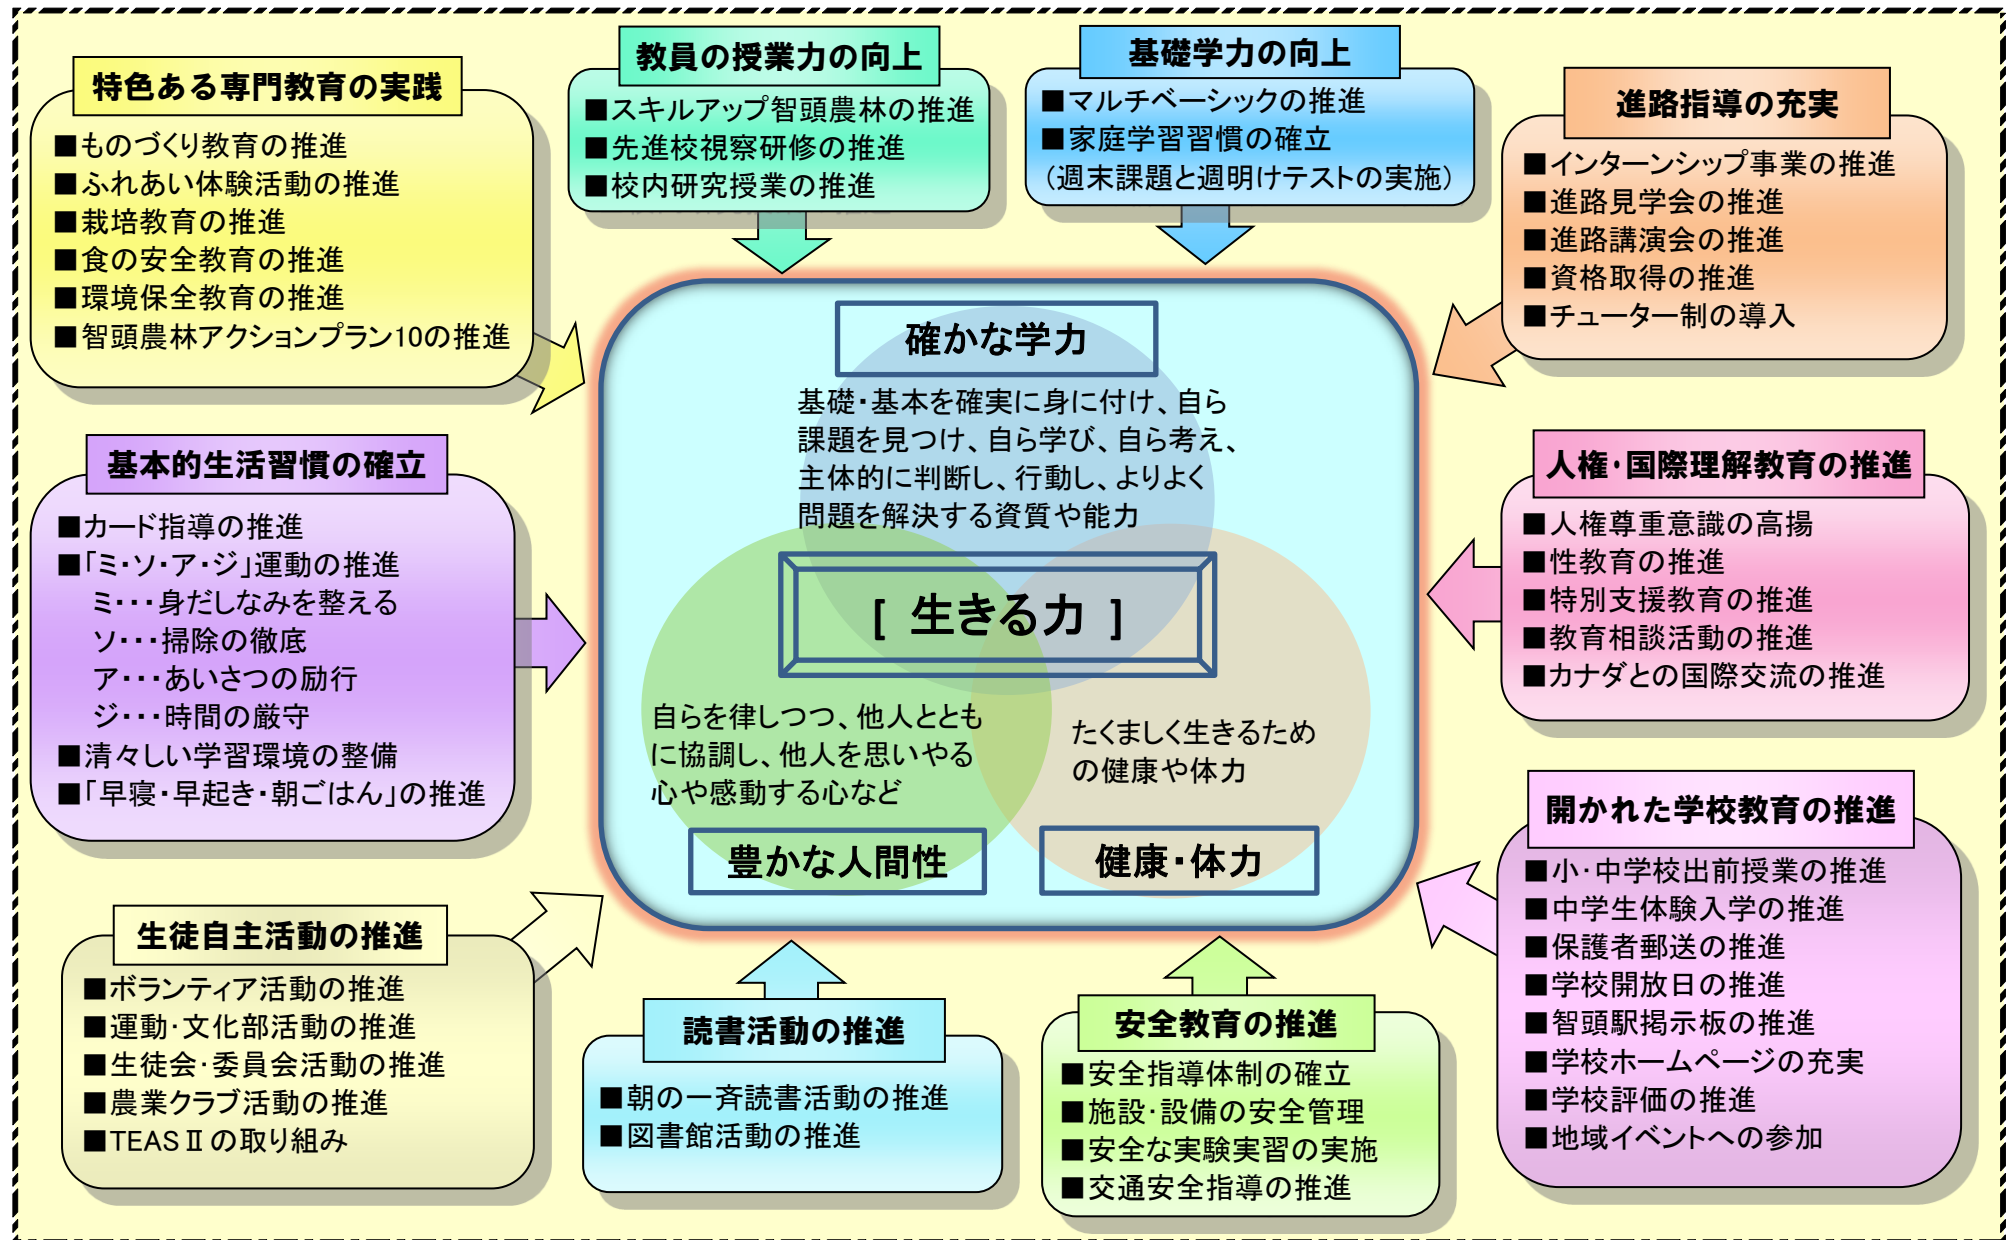 特色ある専門教育の実践
■ものづくり教育の推進
■ふれあい体験活動の推進
■栽培教育の推進
■食の安全教育の推進
■環境保全教育の推進
■智頭農林アクションプラン10の推進
教員の授業力の向上
■スキルアップ智頭農林の推進
■先進校視察研修の推進
■校内研究授業の推進
基礎学力の向上
■マルチベーシックの推進
■家庭学習習慣の確立
（週末課題と週明けテストの実施）
進路指導の充実
■インターンシップ事業の推進
■進路見学会の推進
■進路講演会の推進
■資格取得の推進
■チューター制の導入
確かな学力
基礎・基本を確実に身に付け、自ら
課題を見つけ、自ら学び、自ら考え、
主体的に判断し、行動し、よりよく
問題を解決する資質や能力
[ 生きる力 ]
自らを律しつつ、他人ととも
に協調し、他人を思いやる
心や感動する心など
豊かな人間性
たくましく生きるため
の健康や体力
健康・体力
基本的生活習慣の確立
■カード指導の推進
■「ミ・ソ・ア・ジ」運動の推進
ミ・・・身だしなみを整える
ソ・・・掃除の徹底
ア・・・あいさつの励行
ジ・・・時間の厳守
■清々しい学習環境の整備
■「早寝・早起き・朝ごはん」の推進
人権・国際理解教育の推進
■人権尊重意識の高揚
■性教育の推進
■特別支援教育の推進
■教育相談活動の推進
■カナダとの国際交流の推進
生徒自主活動の推進
■ボランティア活動の推進
■運動・文化部活動の推進
■生徒会・委員会活動の推進
■農業クラブ活動の推進
■TEASⅡの取り組み
読書活動の推進
■朝の一斉読書活動の推進
■図書館活動の推進
安全教育の推進
■安全指導体制の確立
■施設・設備の安全管理
■安全な実験実習の実施
■交通安全指導の推進
開かれた学校教育の推進
■小・中学校出前授業の推進
■中学生体験入学の推進
■保護者郵送の推進
■学校開放日の推進
■智頭駅掲示板の推進
■学校ホームページの充実
■学校評価の推進
■地域イベントへの参加